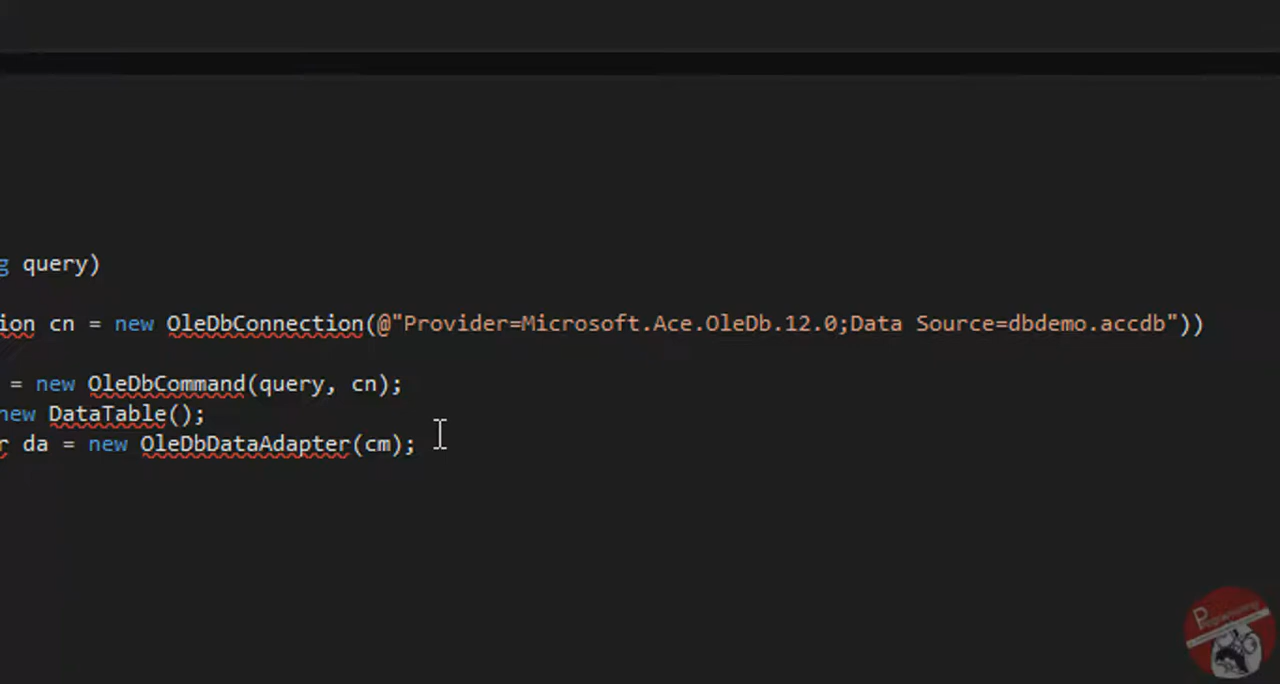 g query)
ion cn = new OleDbConnection(@"Provider=Microsoft.Ace.OleDb.12.0;Data Source=dbdemo.accdb"))
= new OleDbCommand(query, cn);
new DataTable();
r da = new OleDbDataAdapter(cm);
Programming